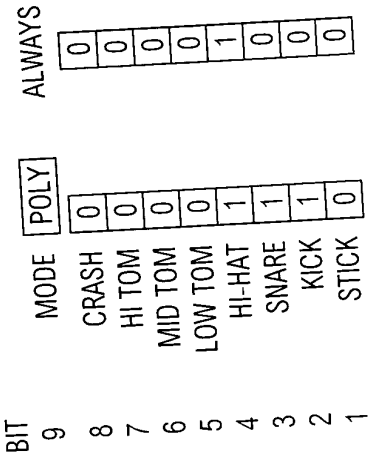 BIT ALWAYS
9 MODE POLY
8 CRASH 0 0
7 HI TOM 0 0
6 MID TOM 0 0
5 LOW TOM 0 0
4 HI-HAT 1 1
3 SNARE 1 0
2 KICK 1 0
1 STICK 0 0